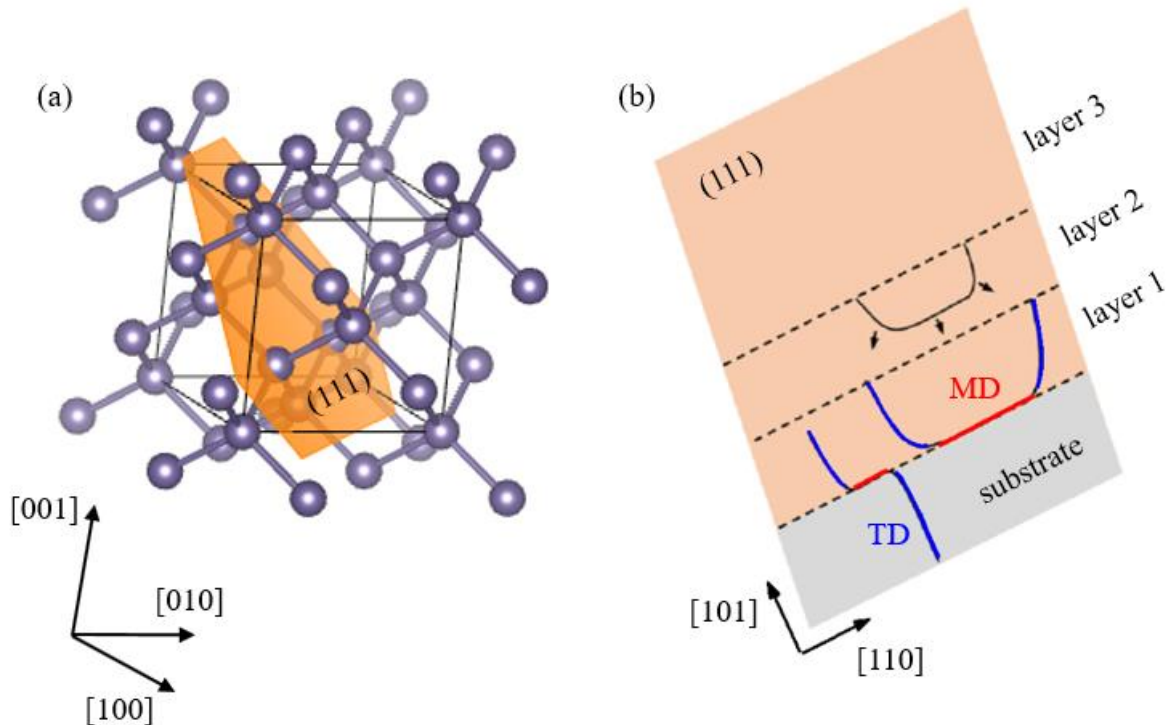 (a)
(111)
[001]
[010]
[100]
(b)
(111)
layer 3
layer 2
layer 1
MD
substrate
TD
[101]
[110]